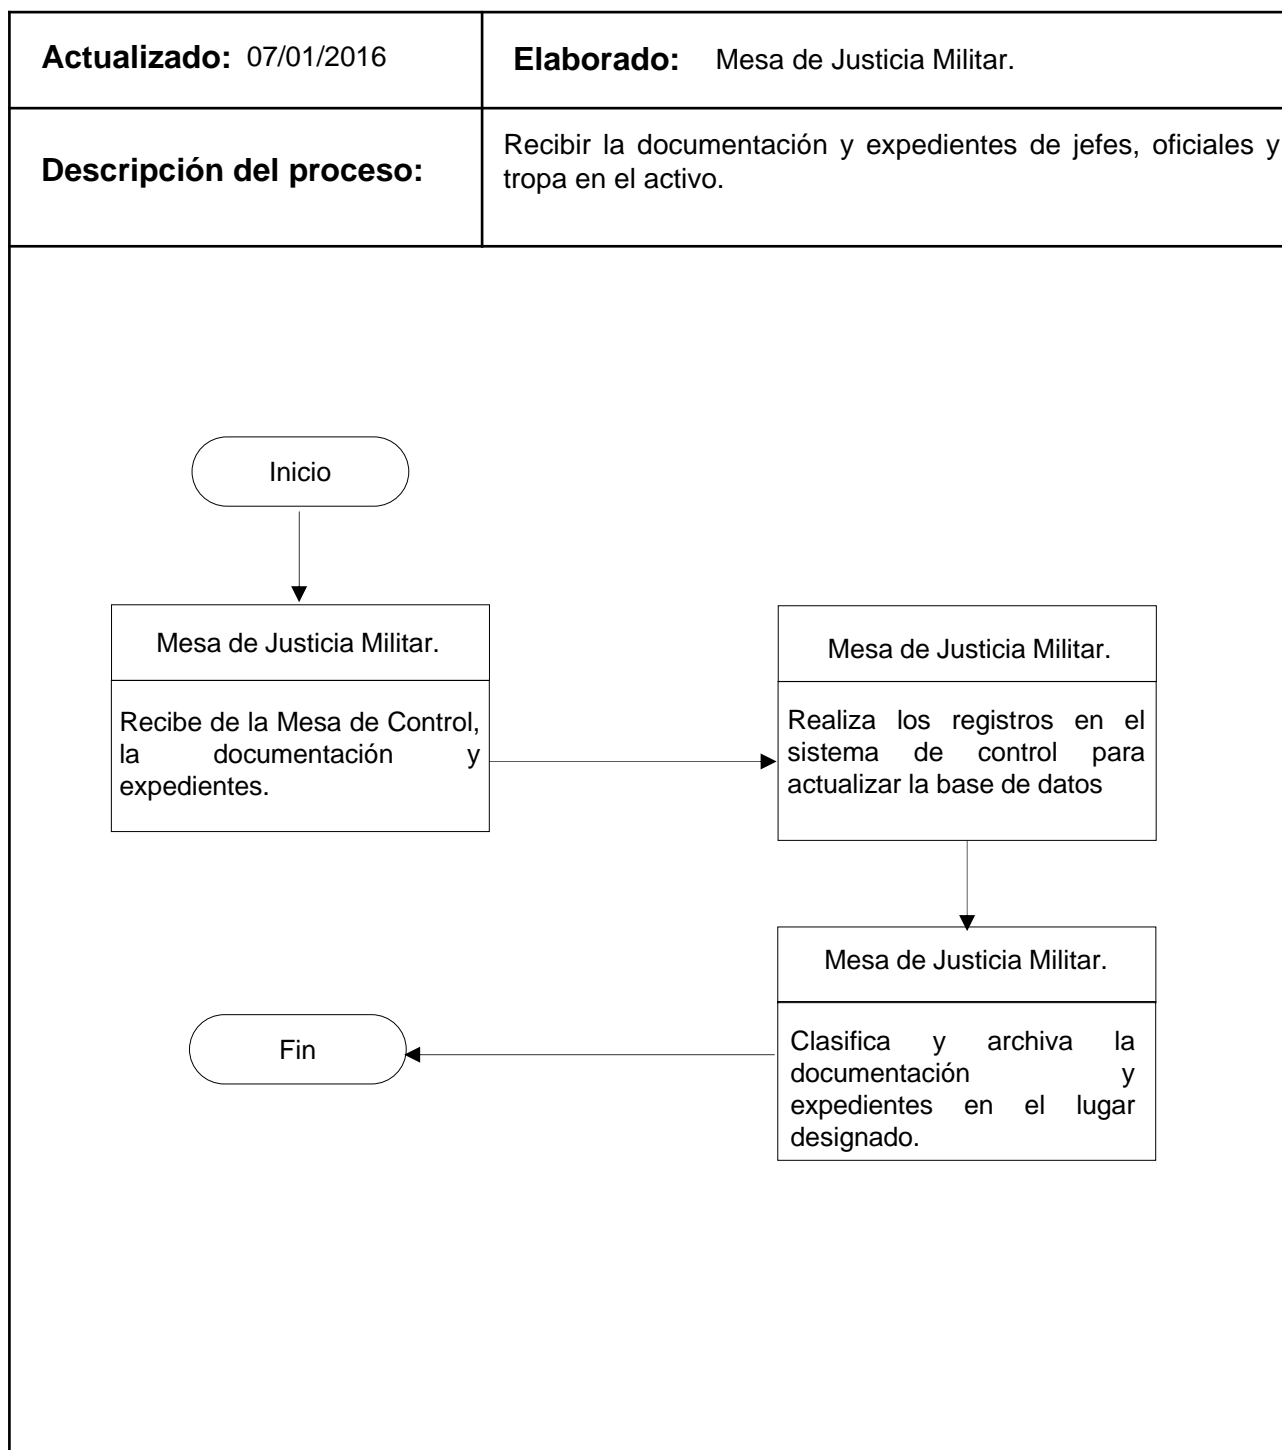 Actualizado: 07/01/2016
Elaborado: Mesa de Justicia Militar.
Descripción del proceso:
Recibir la documentación y expedientes de jefes, oficiales y
tropa en el activo.
Inicio
Mesa de Justicia Militar.
Recibe de la Mesa de Control,
la documentación y
expedientes.
Mesa de Justicia Militar.
Realiza los registros en el
sistema de control para
actualizar la base de datos
Mesa de Justicia Militar.
Clasifica y archiva la
documentación y
expedientes en el lugar
designado.
Fin